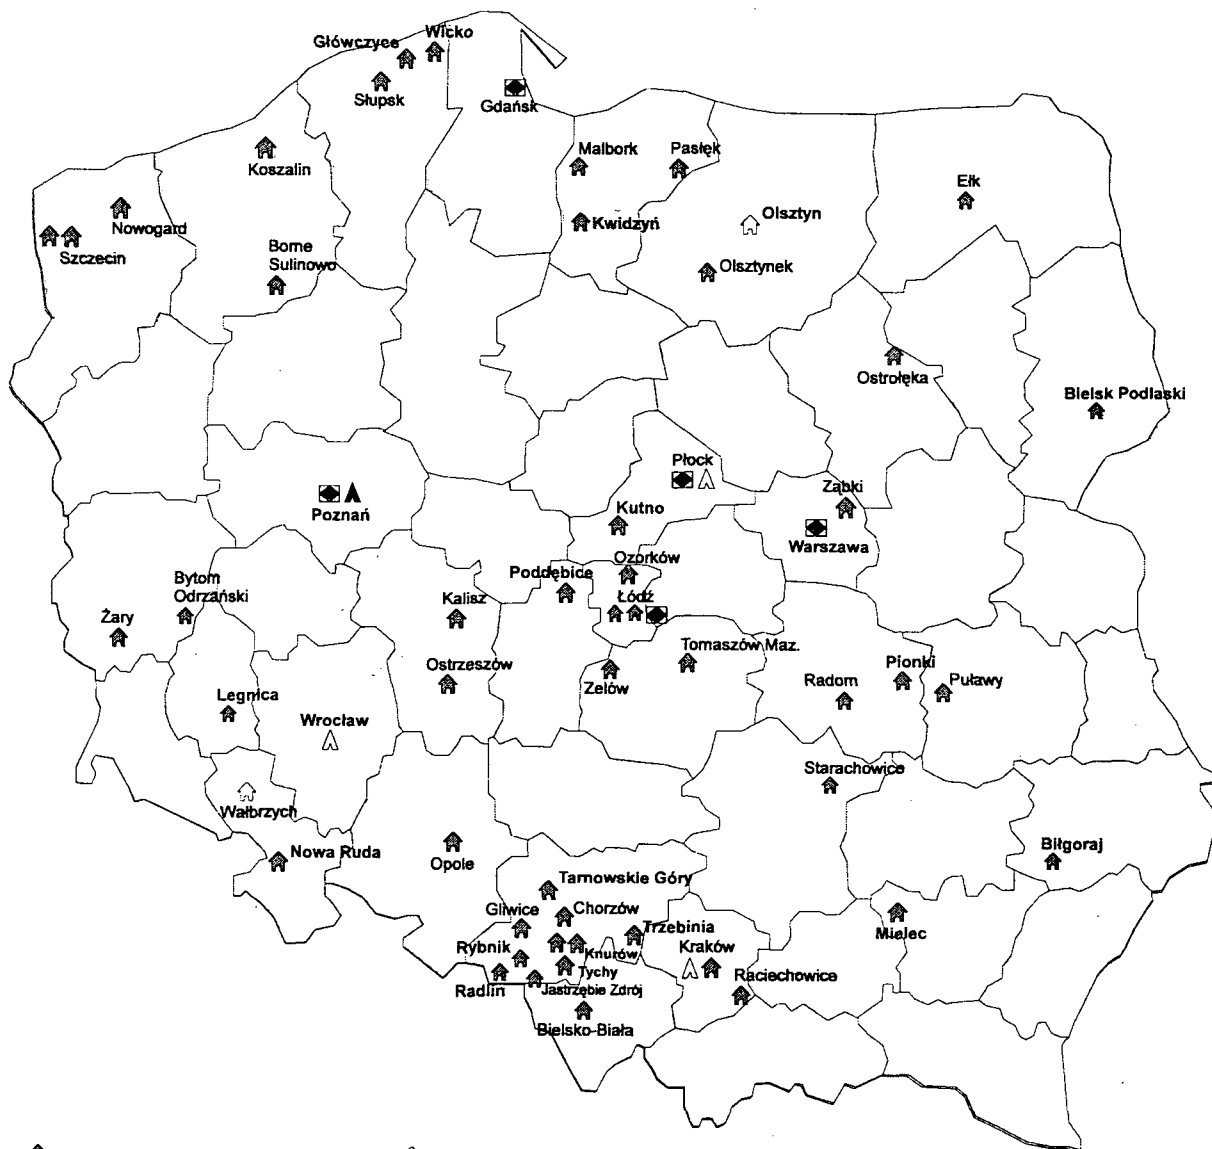 Wicko
Główczyce
Słupsk
Gdańsk
Koszalin
Malbork
Pasłęk
Ełk
Nowogard
Kwidzyń
Olsztyn
Szczecin
Borne
Sulinowo
Olsztynek
Ostrołęka
Bielsk Podlaski
Płock
Ząbki
Poznań
Kutno
Warszawa
Ozorków
Poddębice
Bytom
Odrzański
Kalisz
Łódź
Żary
Tomaszów Maz.
Ostrzeszów
Zelów
Pionki
Radom
Puławy
Legnica
Wrocław
Starachowice
Wałbrzych
Nowa Ruda
Opole
Biłgoraj
Tarnowskie Góry
Gliwice
Chorzów
Trzebinia
Mielec
Rybnik
Knurów
Kraków
Tychy
Raciechowice
Radlin
Jastrzębie Zdrój
Bielsko-Biała